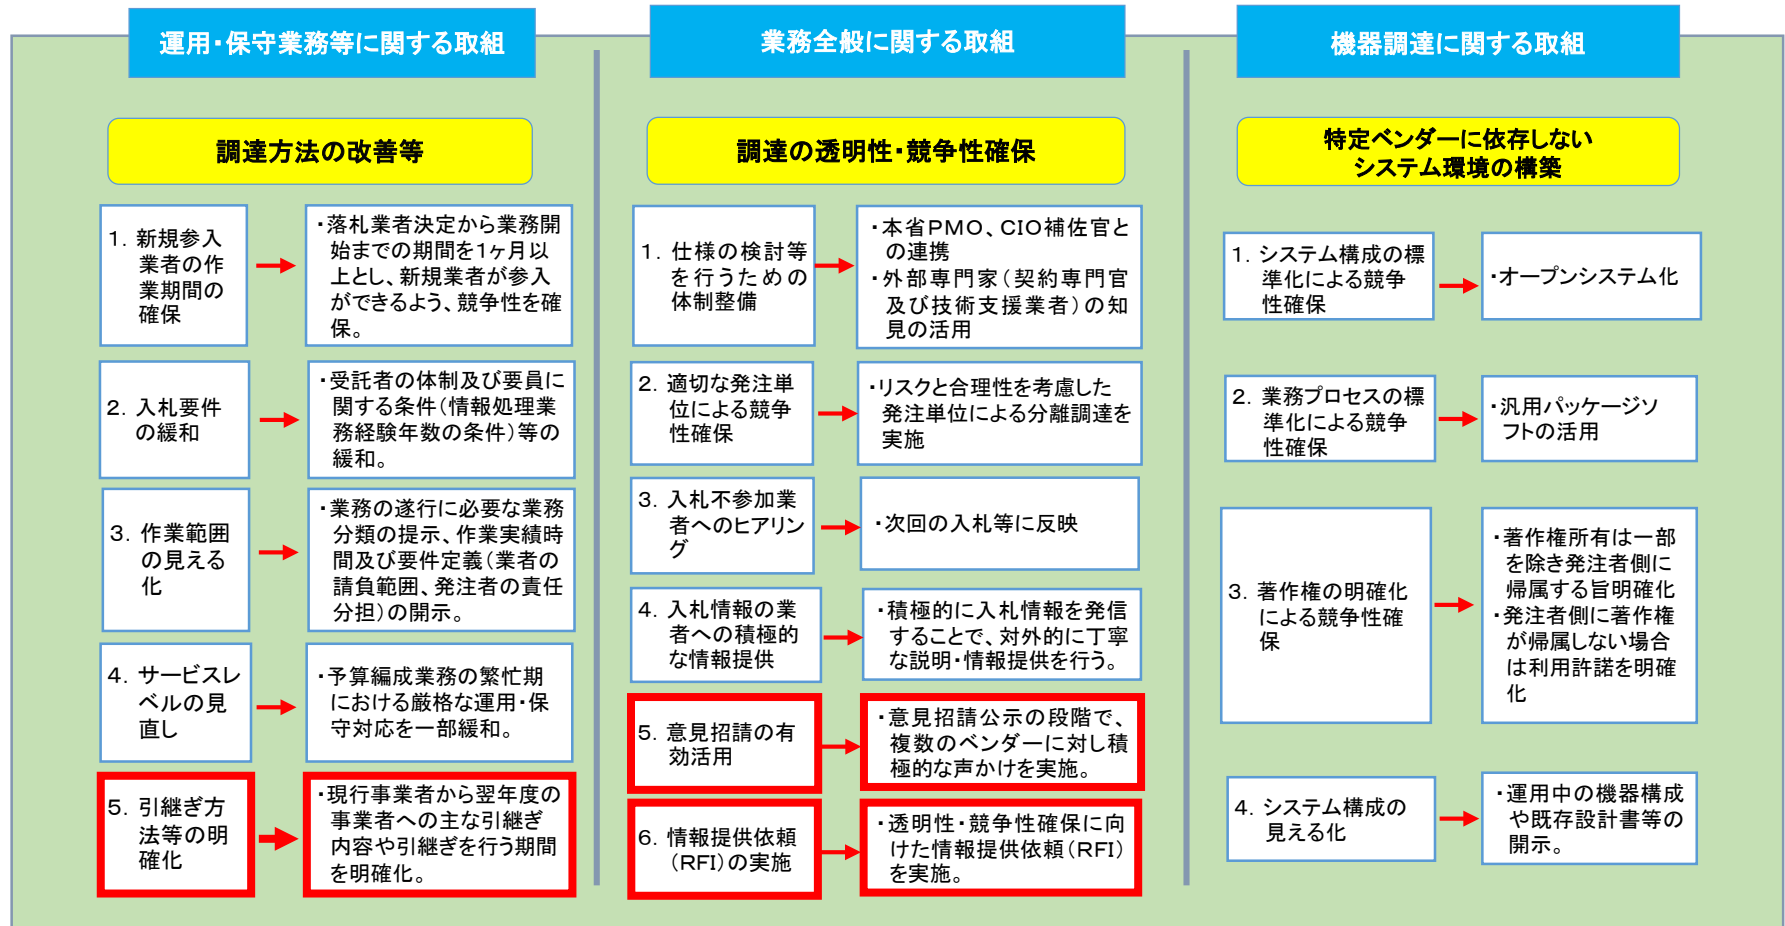 運用・保守業務等に関する取組
調達方法の改善等
1．新規参入
業者の作
業期間の
確保
・落札業者決定から業務開
始までの期間を1ヶ月以
上とし、新規業者が参入
ができるよう、競争性を確
保。
2．入札要件
の緩和
・受託者の体制及び要員に
関する条件（情報処理業
務経験年数の条件）等の
緩和。
3．作業範囲
の見える
化
・業務の遂行に必要な業務
分類の提示、作業実績時
間及び要件定義（業者の
請負範囲、発注者の責任
分担）の開示。
4．サービスレ
ベルの見
直し
・予算編成業務の繁忙期
における厳格な運用・保
守対応を一部緩和。
5．引継ぎ方
法等の明
確化
・現行事業者から翌年度の
事業者への主な引継ぎ
内容や引継ぎを行う期間
を明確化。
業務全般に関する取組
調達の透明性・競争性確保
1．仕様の検討等
を行うための
体制整備
・本省PMO、CIO補佐官と
の連携
・外部専門家（契約専門官
及び技術支援業者）の知
見の活用
2．適切な発注単
位による競争
性確保
・リスクと合理性を考慮した
発注単位による分離調達を
実施
3．入札不参加業
者へのヒアリン
グ
・次回の入札等に反映
4．入札情報の業
者への積極的
な情報提供
・積極的に入札情報を発信
することで、対外的に丁寧
な説明・情報提供を行う。
5．意見招請の有
効活用
・意見招請公示の段階で、
複数のベンダーに対し積
極的な声かけを実施。
6．情報提供依頼
（RFI）の実施
・透明性・競争性確保に向
けた情報提供依頼（RFI）
を実施。
機器調達に関する取組
特定ベンダーに依存しない
システム環境の構築
1．システム構成の標
準化による競争
性確保
・オープンシステム化
2．業務プロセスの標
準化による競争
性確保
・汎用パッケージソ
フトの活用
3．著作権の明確化
による競争性確
保
・著作権所有は一部
を除き発注者側に
帰属する旨明確化
・発注者側に著作権
が帰属しない場合
は利用許諾を明確
化
4．システム構成の
見える化
・運用中の機器構成
や既存設計書等の
開示。